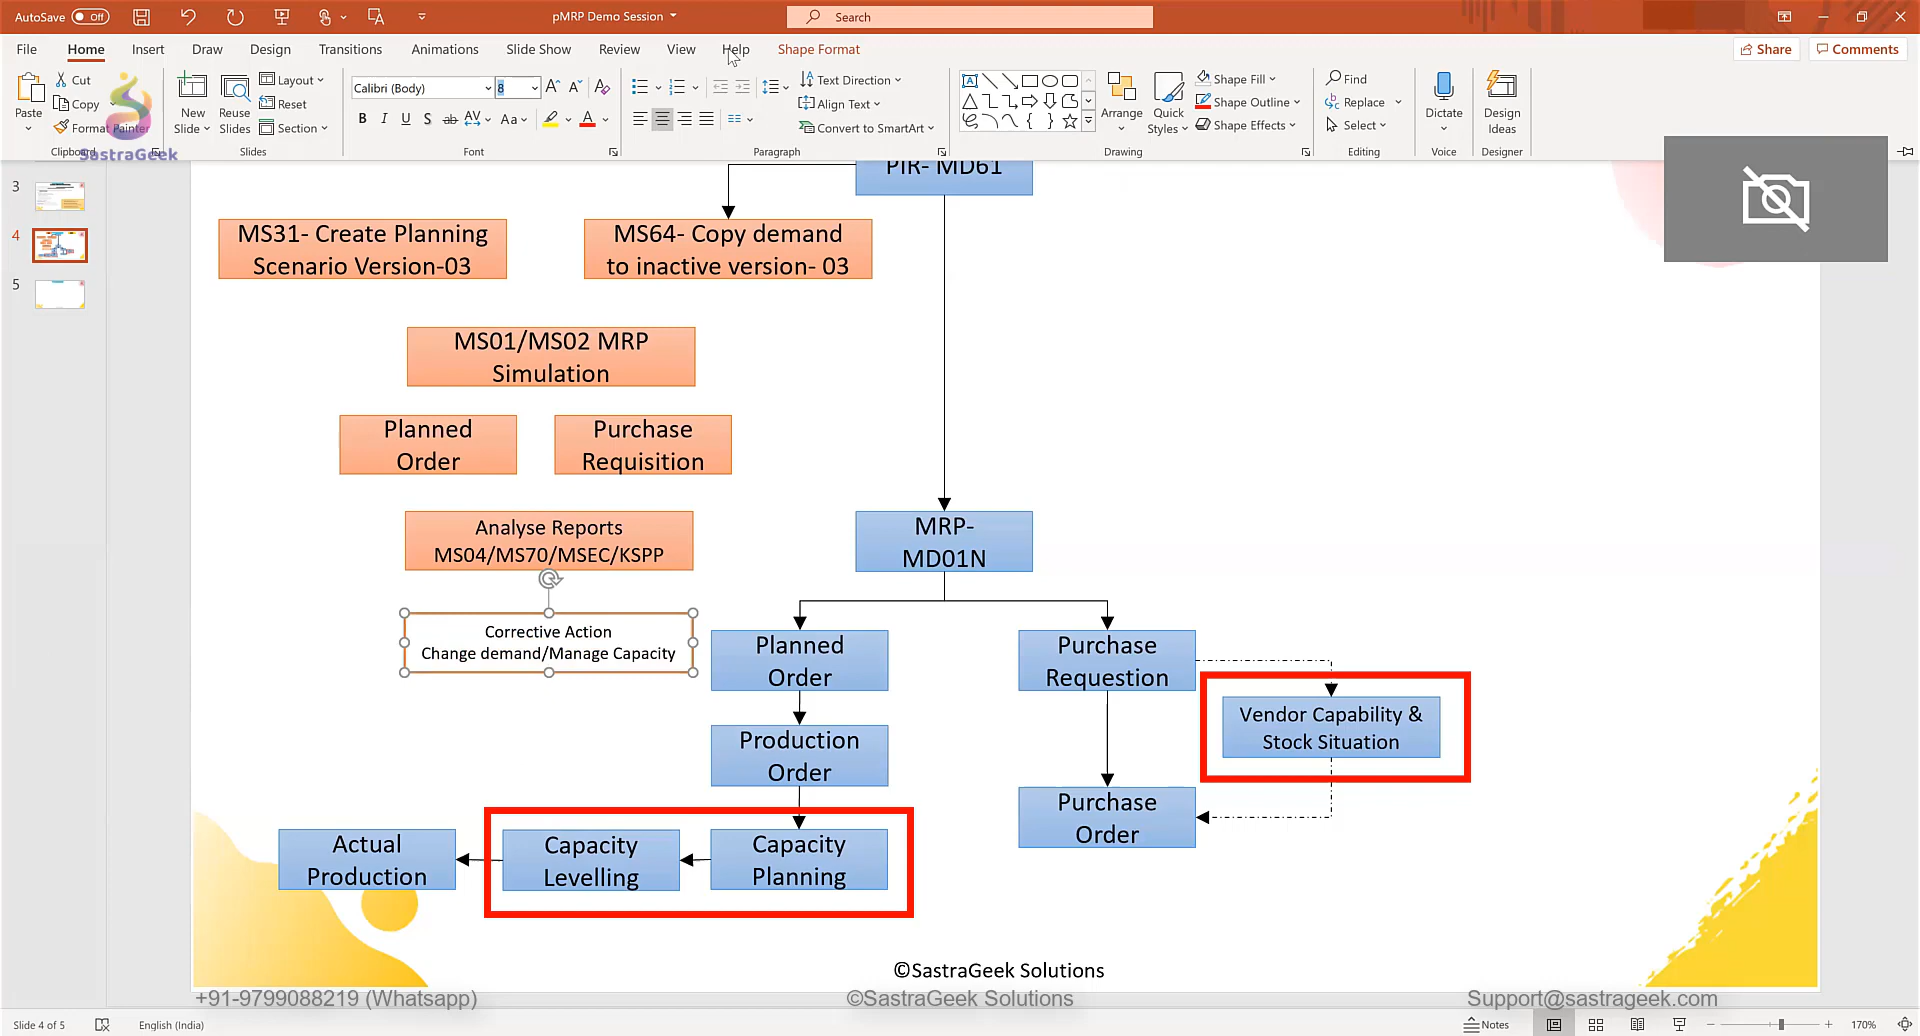 AutoSave Off
pMRP Demo Session
Search
File Home Insert Draw Design Transitions Animations Slide Show Review View Help Shape Format
Share Comments
Paste
Cut
Copy
Format Painter
Clipboard
SastraGeek
New Slide
Reuse Slides
Layout
Reset
Section
Slides
Calibri (Body) 8
B I U S ab AV Aa A
Font
Text Direction
Align Text
Convert to SmartArt
Paragraph
Arrange
Quick Styles
Shape Fill
Shape Outline
Shape Effects
Drawing
Find
Replace
Select
Editing
Dictate
Voice
Design Ideas
Designer
3
4
5
PIR- MD61
MS31- Create Planning
Scenario Version-03
MS64- Copy demand
to inactive version- 03
MS01/MS02 MRP
Simulation
Planned
Order
Purchase
Requisition
Analyse Reports
MS04/MS70/MSEC/KSPP
MRP-
MD01N
Corrective Action
Change demand/Manage Capacity
Planned
Order
Purchase
Requestion
Vendor Capability &
Stock Situation
Production
Order
Purchase
Order
Actual
Production
Capacity
Levelling
Capacity
Planning
©SastraGeek Solutions
+91-9799088219 (Whatsapp)
©SastraGeek Solutions
Support@sastrageek.com
Slide 4 of 5
English (India)
Notes
170%